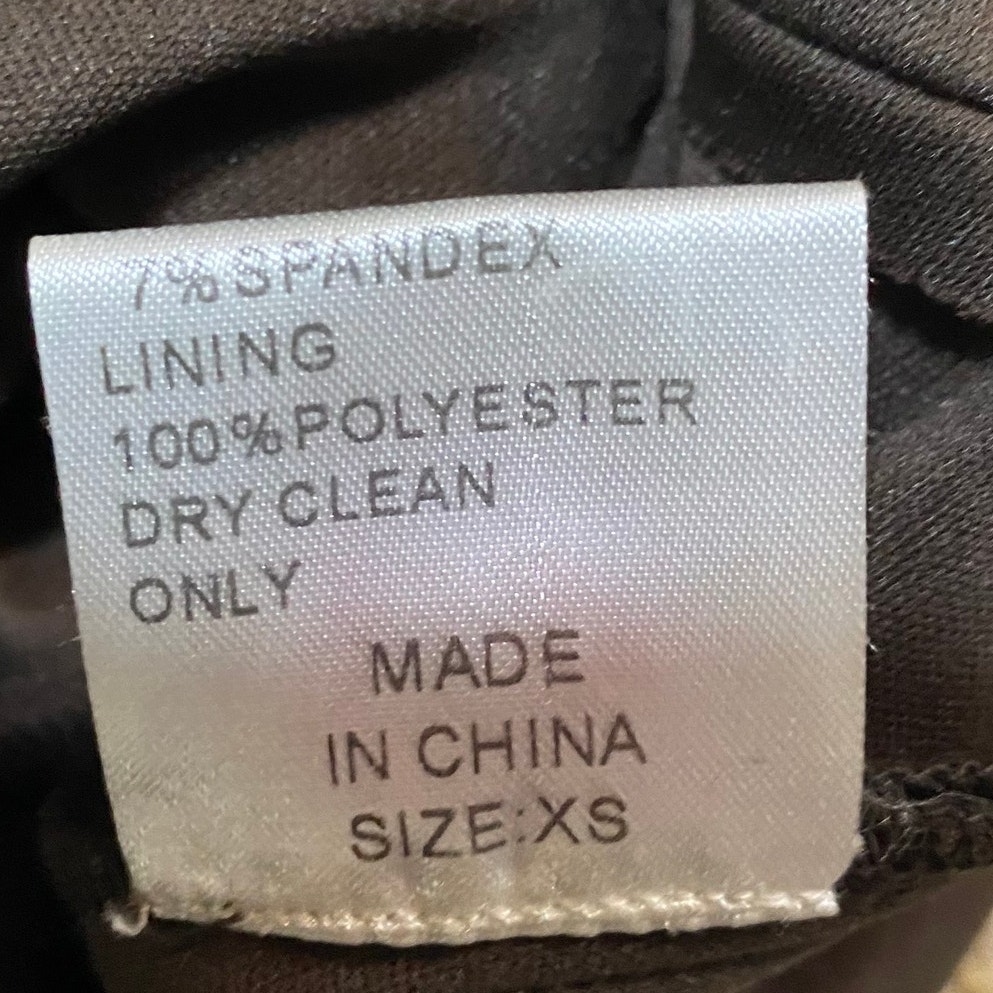 7% SPANDEX
LINING
100%POLYESTER
DRY CLEAN
ONLY
MADE
IN CHINA
SIZE:XS